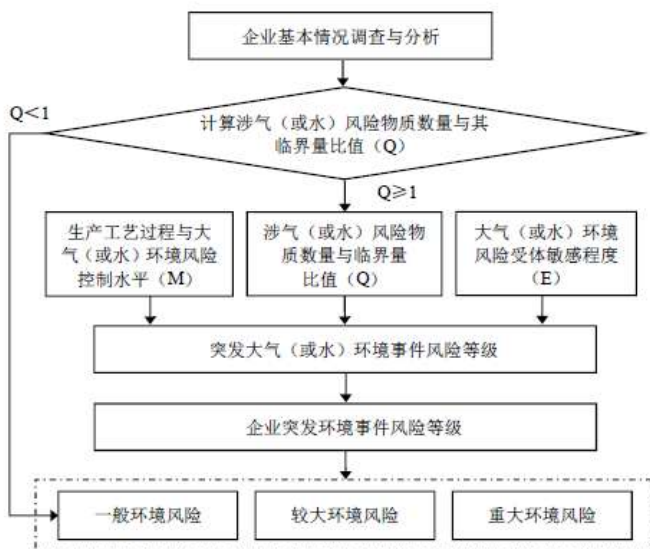 企业基本情况调查与分析
Q＜1
计算涉气（或水）风险物质数量与其
临界量比值（Q）
Q≥1
生产工艺过程与大
气（或水）环境风险
控制水平（M）
涉气（或水）风险物
质数量与临界量
比值（Q）
大气（或水）环境
风险受体敏感程度
（E）
突发大气（或水）环境事件风险等级
企业突发环境事件风险等级
一般环境风险
较大环境风险
重大环境风险